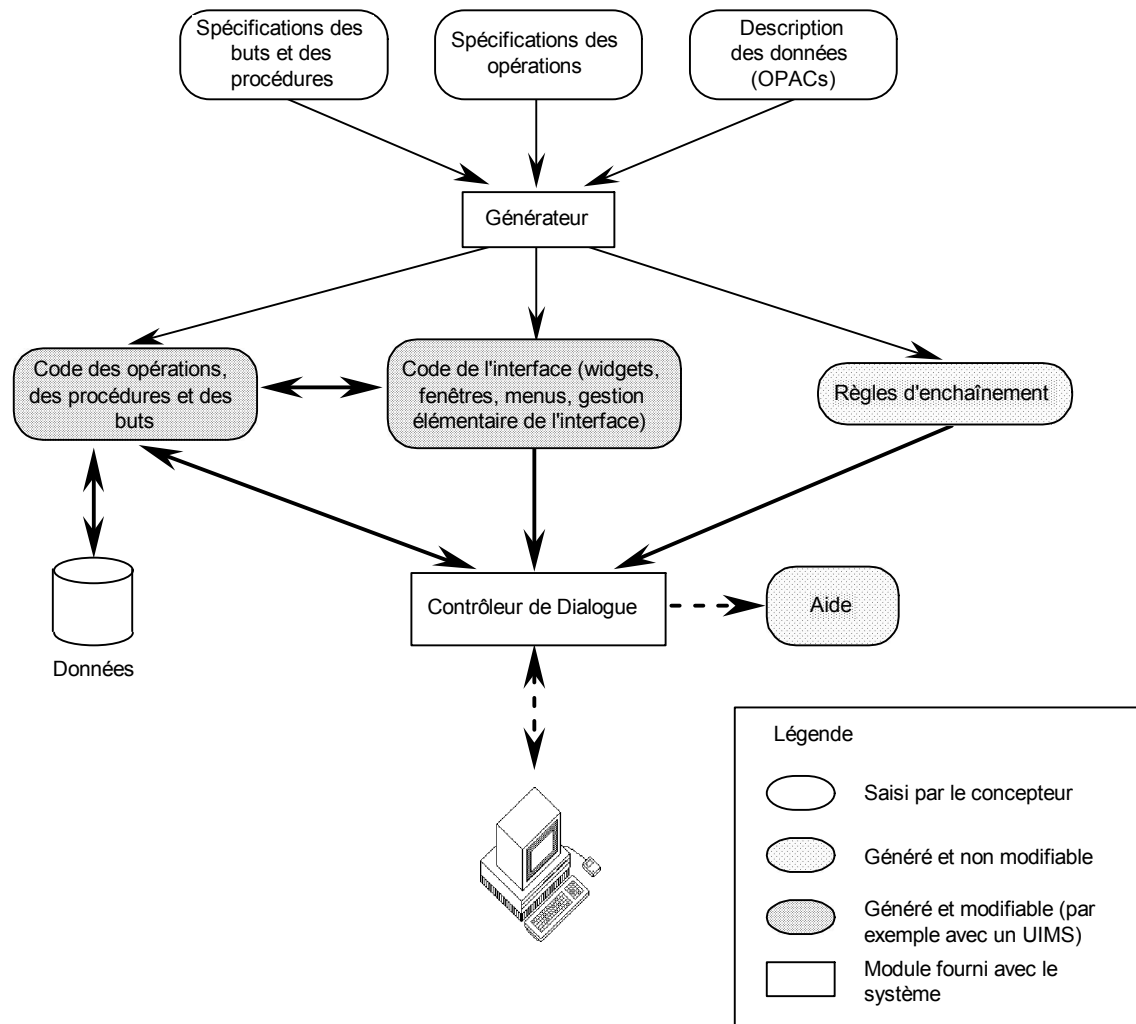 Spécifications des
buts et des
procédures
Spécifications des
opérations
Description
des données
(OPACs)
Générateur
Code des opérations,
des procédures et des
buts
Code de l'interface (widgets,
fenêtres, menus, gestion
élémentaire de l'interface)
Règles d'enchaînement
Données
Contrôleur de Dialogue
Aide
Légende
Saisi par le concepteur
Généré et non modifiable
Généré et modifiable (par
exemple avec un UIMS)
Module fourni avec le
système